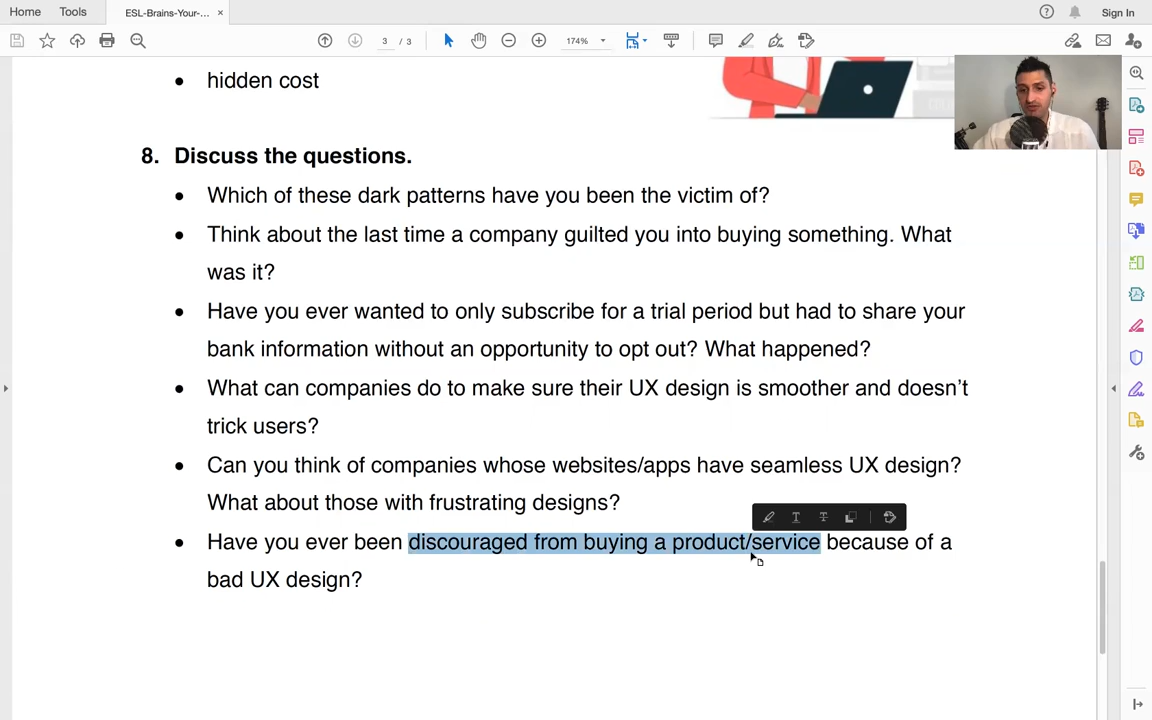 Home Tools ESL-Brains-Your-... × Sign In
3 / 3 174%
• hidden cost
8. Discuss the questions.
• Which of these dark patterns have you been the victim of?
• Think about the last time a company guilted you into buying something. What
was it?
• Have you ever wanted to only subscribe for a trial period but had to share your
bank information without an opportunity to opt out? What happened?
• What can companies do to make sure their UX design is smoother and doesn’t
trick users?
• Can you think of companies whose websites/apps have seamless UX design?
What about those with frustrating designs?
• Have you ever been discouraged from buying a product/service because of a
bad UX design?